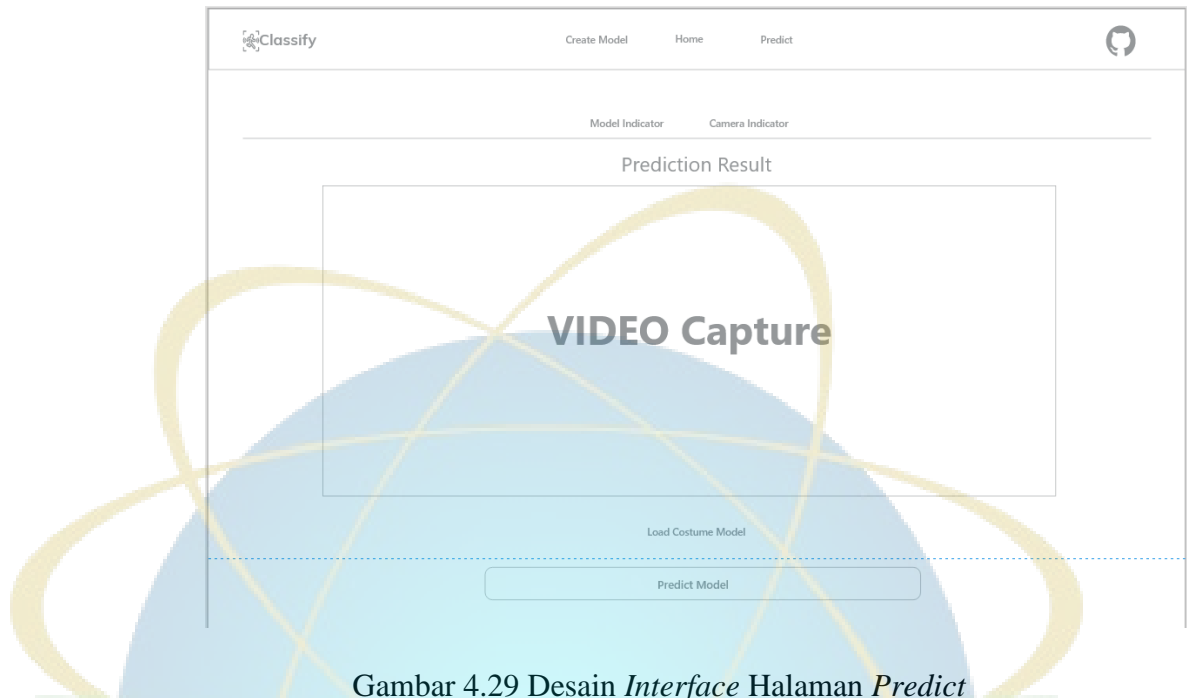 Classify Create Model Home Predict
Model Indicator Camera Indicator
Prediction Result
VIDEO Capture
Load Costume Model
Predict Model
Gambar 4.29 Desain Interface Halaman Predict